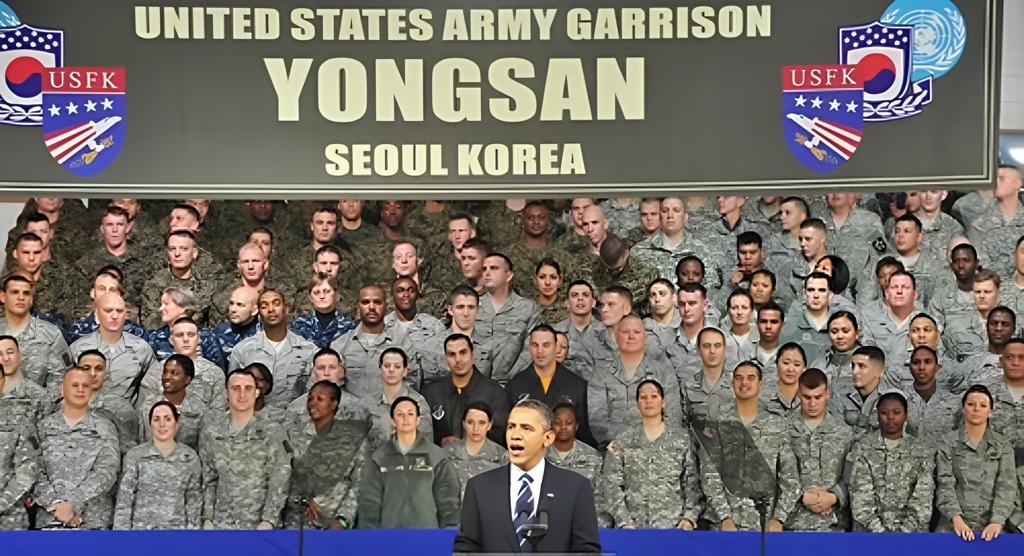 UNITED STATES ARMY GARRISON
YONGSAN
SEOUL KOREA
USFK
USFK